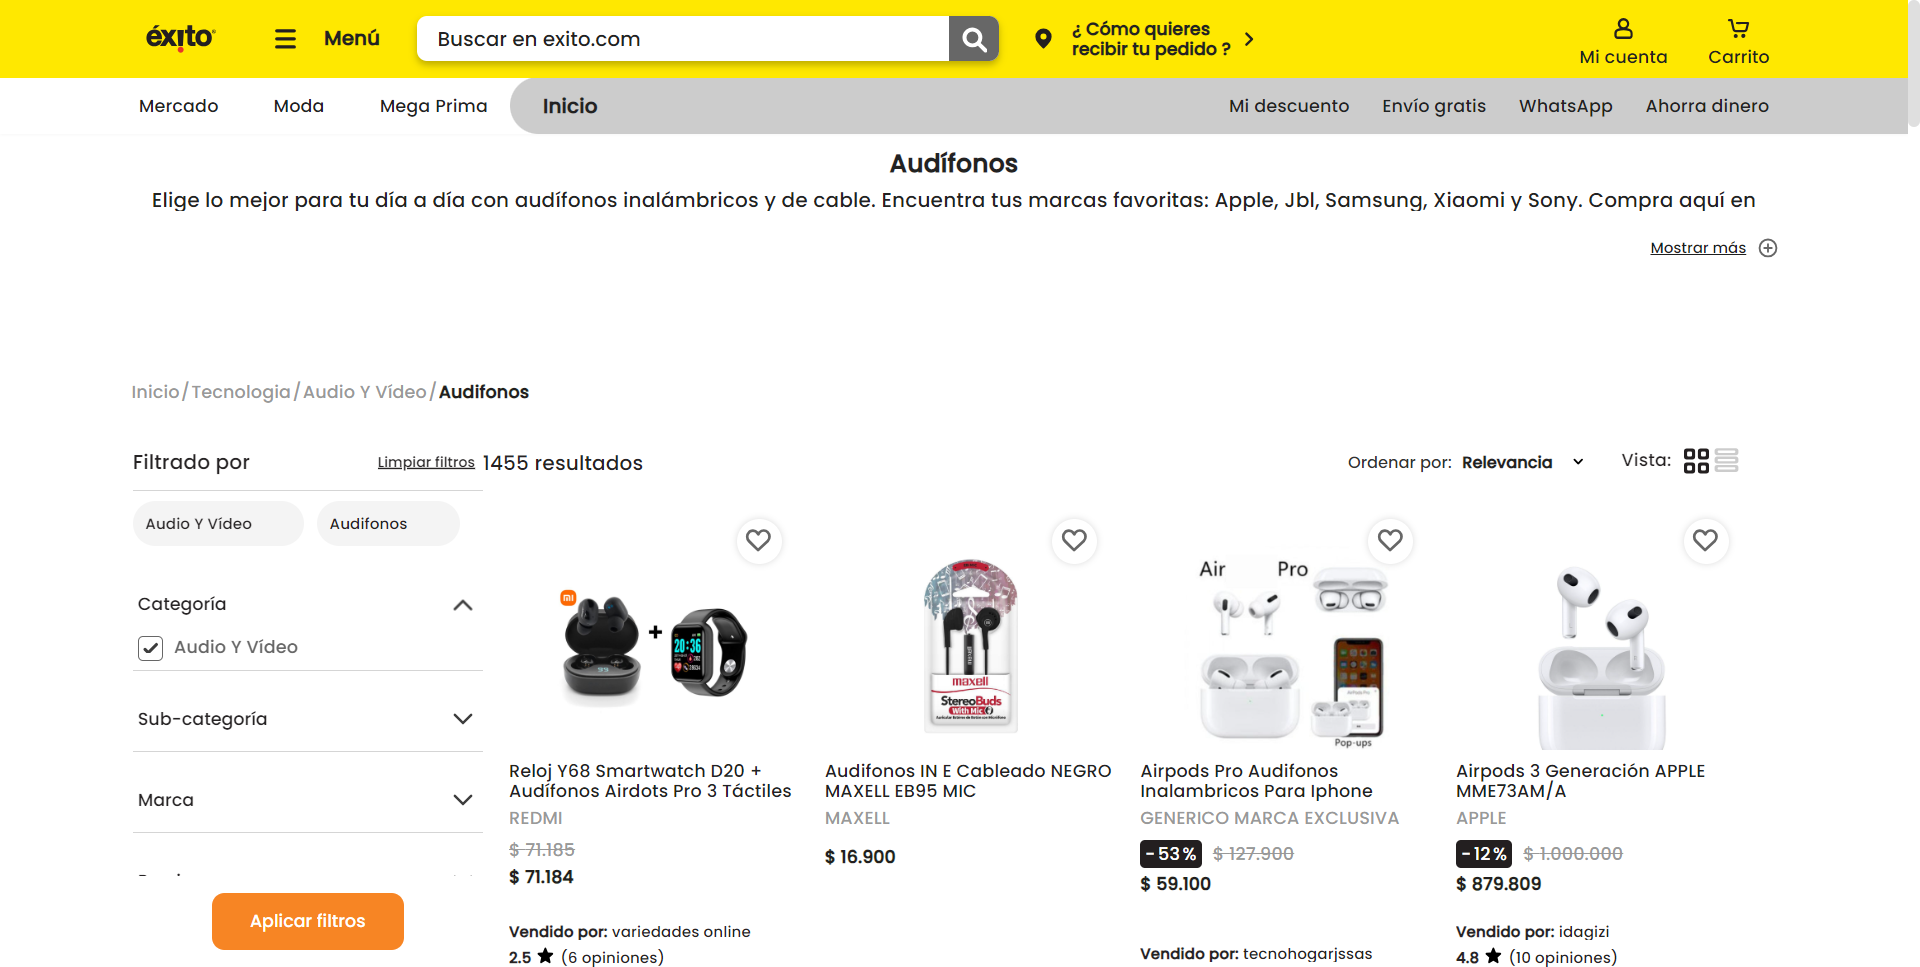 éxito
Menú
Buscar en exito.com
¿ Cómo quieres
recibir tu pedido ?
Mi cuenta
Carrito
Mercado
Moda
Mega Prima
Inicio
Mi descuento
Envío gratis
WhatsApp
Ahorra dinero
Audífonos
Elige lo mejor para tu día a día con audífonos inalámbricos y de cable. Encuentra tus marcas favoritas: Apple, Jbl, Samsung, Xiaomi y Sony. Compra aquí en
Mostrar más
Inicio/Tecnologia/Audio Y Vídeo/Audifonos
Filtrado por
Limpiar filtros
1455 resultados
Ordenar por: Relevancia
Vista:
Audio Y Vídeo
Audifonos
Categoría
Audio Y Vídeo
Sub-categoría
Marca
Aplicar filtros
20:36
Reloj Y68 Smartwatch D20 +
Audífonos Airdots Pro 3 Táctiles
REDMI
$ 71.185
$ 71.184
Vendido por: variedades online
2.5 ★ (6 opiniones)
maxell
StereoBuds
With Mic
Audifonos IN E Cableado NEGRO
MAXELL EB95 MIC
MAXELL
$ 16.900
Air
Pro
Pop-ups
Airpods Pro Audifonos
Inalambricos Para Iphone
GENERICO MARCA EXCLUSIVA
-53%
$ 127.900
$ 59.100
Vendido por: tecnohogarjssas
Airpods 3 Generación APPLE
MME73AM/A
APPLE
-12%
$ 1.000.000
$ 879.809
Vendido por: idagizi
4.8 ★ (10 opiniones)